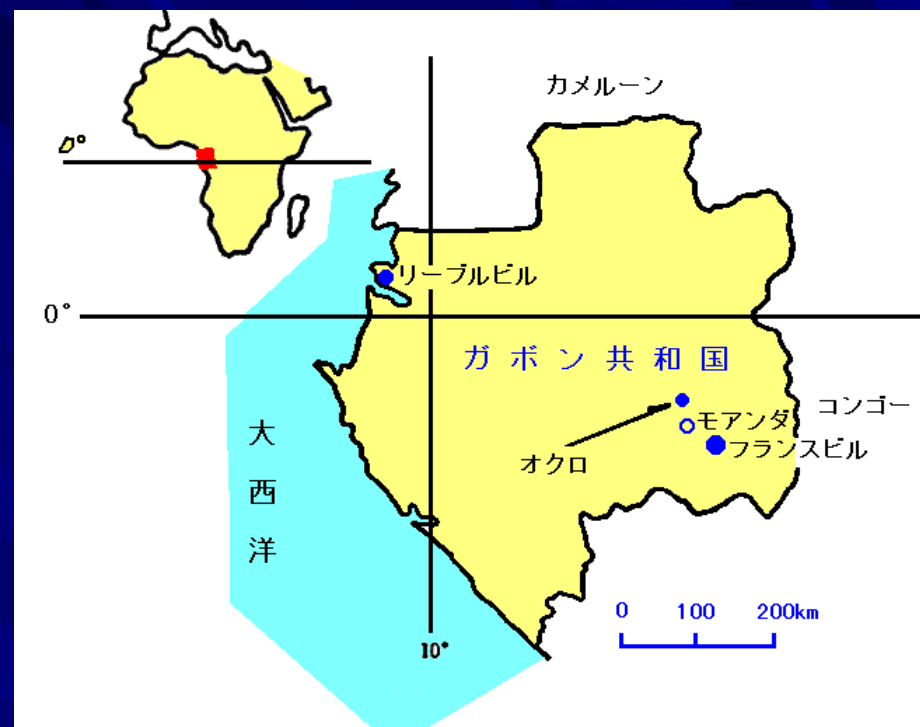 カメルーン
0°
リーブルビル
0°
ガボン共和国
コンゴー
モアンダ
オクロ
フランスビル
大西洋
0 100 200km
10°